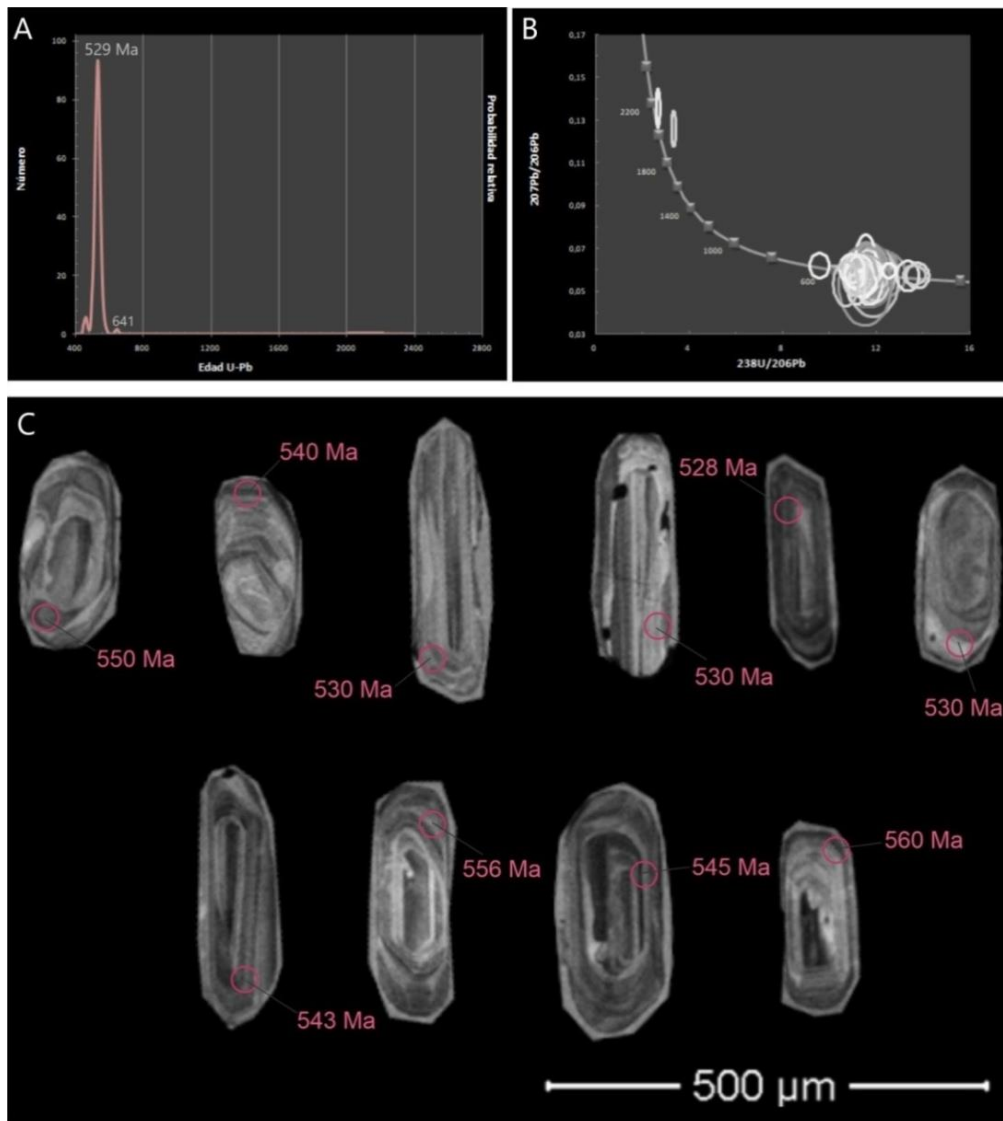 A
529 Ma
100
80
60
40
20
0
641
400
800
1200
1600
2000
2400
2800
Número
Edad U-Pb
Probabilidad relativa
B
0,17
0,15
0,13
0,11
0,09
0,07
0,05
0,03
2200
1800
1400
1000
600
0
4
8
12
16
207Pb/206Pb
238U/206Pb
C
540 Ma
528 Ma
550 Ma
530 Ma
530 Ma
530 Ma
556 Ma
545 Ma
560 Ma
543 Ma
500 µm